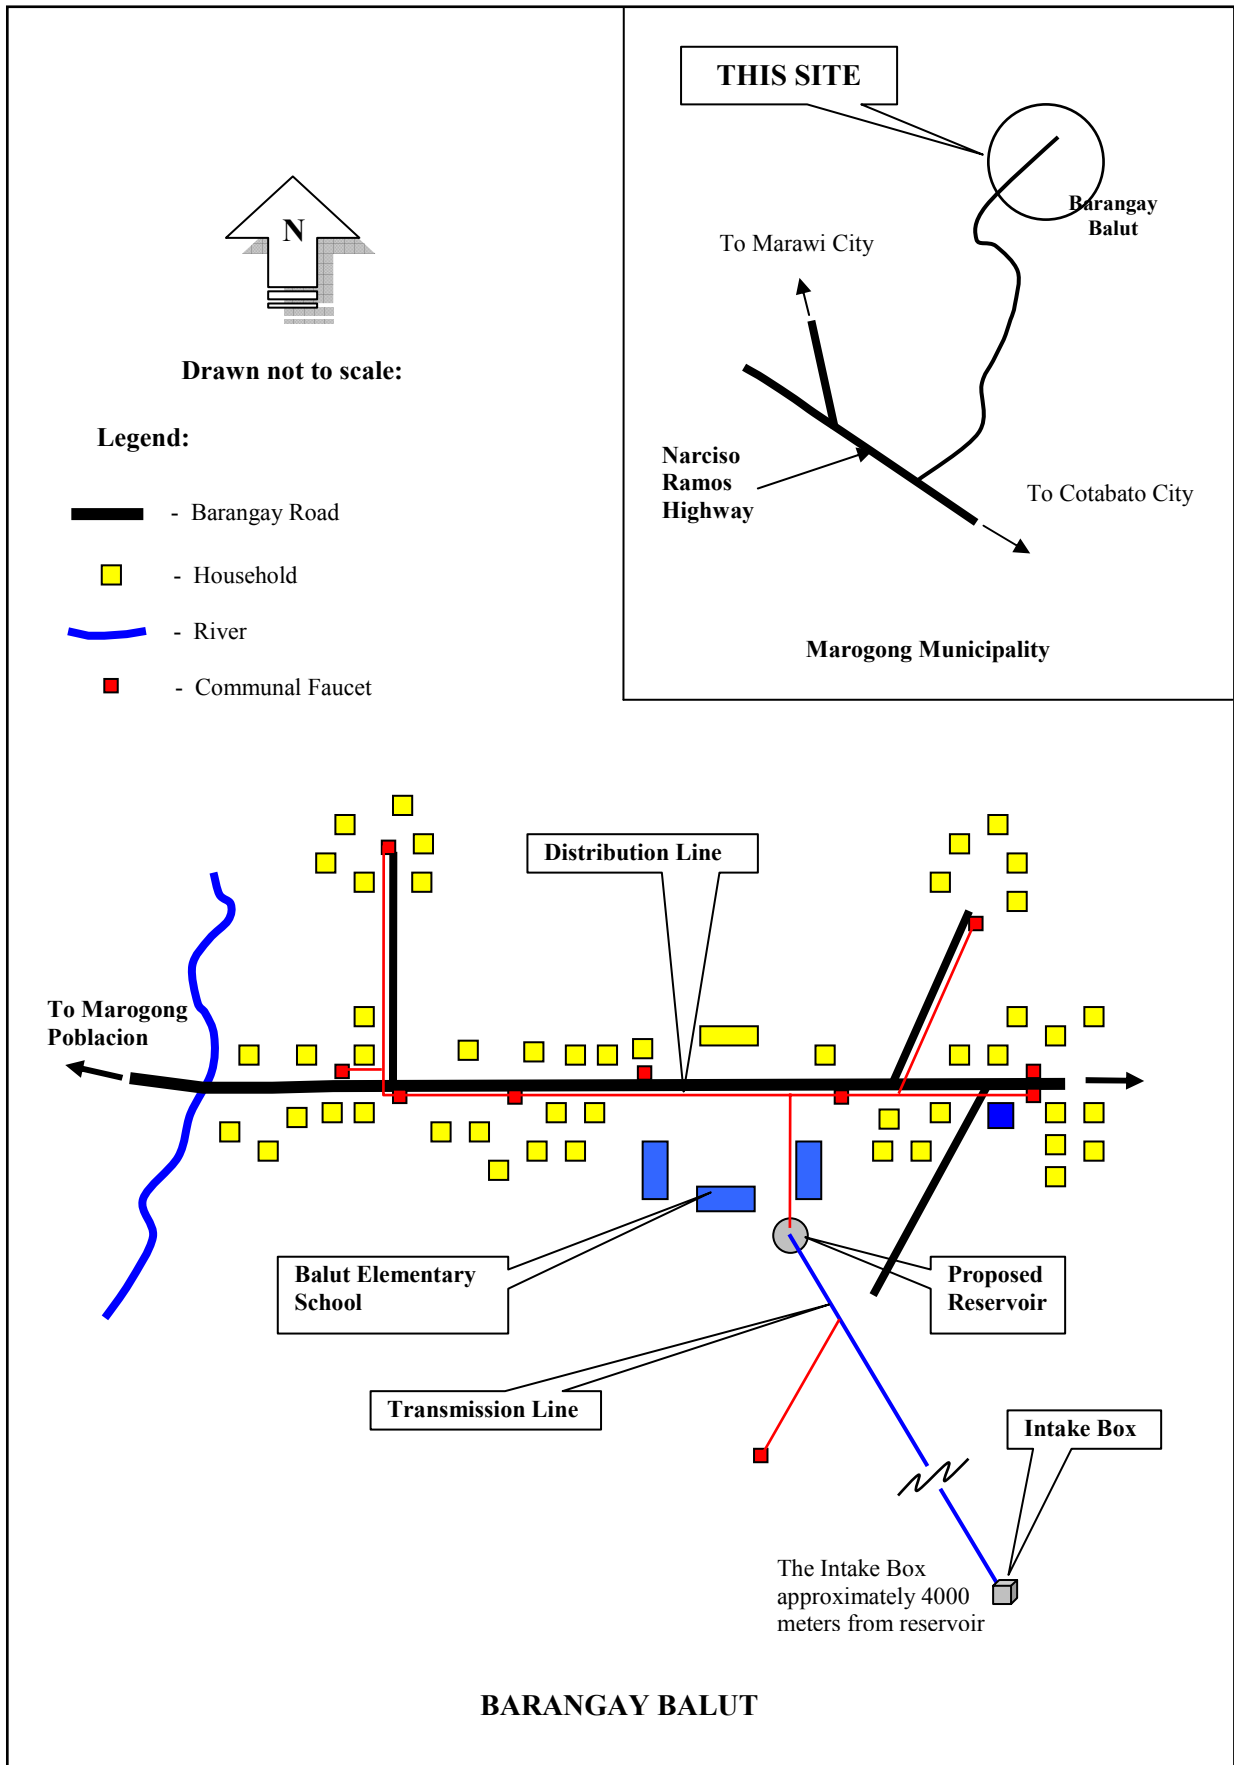 THIS SITE
Barangay
Balut
To Marawi City
N
Drawn not to scale:
Legend:
Narciso
Ramos
Highway
To Cotabato City
- Barangay Road
- Household
- River
- Communal Faucet
Marogong Municipality
Distribution Line
To Marogong
Poblacion
Balut Elementary
School
Proposed
Reservoir
Transmission Line
Intake Box
The Intake Box
approximately 4000
meters from reservoir
BARANGAY BALUT